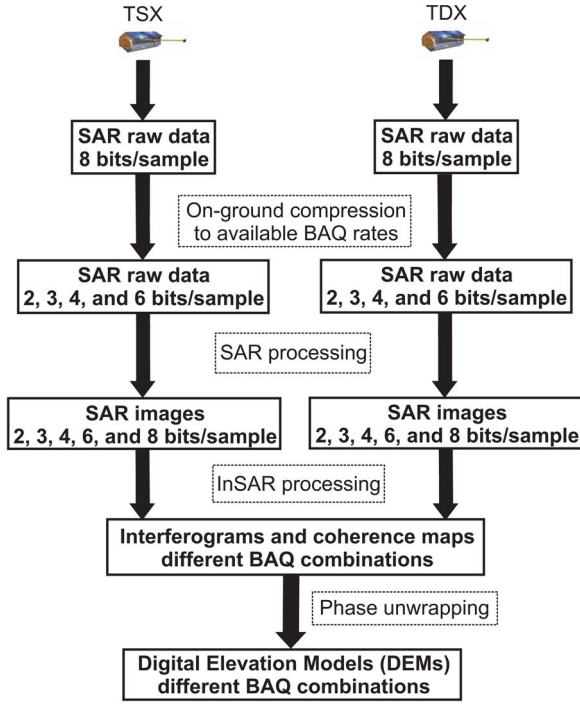 TSX
TDX
SAR raw data
8 bits/sample
SAR raw data
8 bits/sample
On-ground compression
to available BAQ rates
SAR raw data
2, 3, 4, and 6 bits/sample
SAR raw data
2, 3, 4, and 6 bits/sample
SAR processing
SAR images
2, 3, 4, 6, and 8 bits/sample
SAR images
2, 3, 4, 6, and 8 bits/sample
InSAR processing
Interferograms and coherence maps
different BAQ combinations
Phase unwrapping
Digital Elevation Models (DEMs)
different BAQ combinations